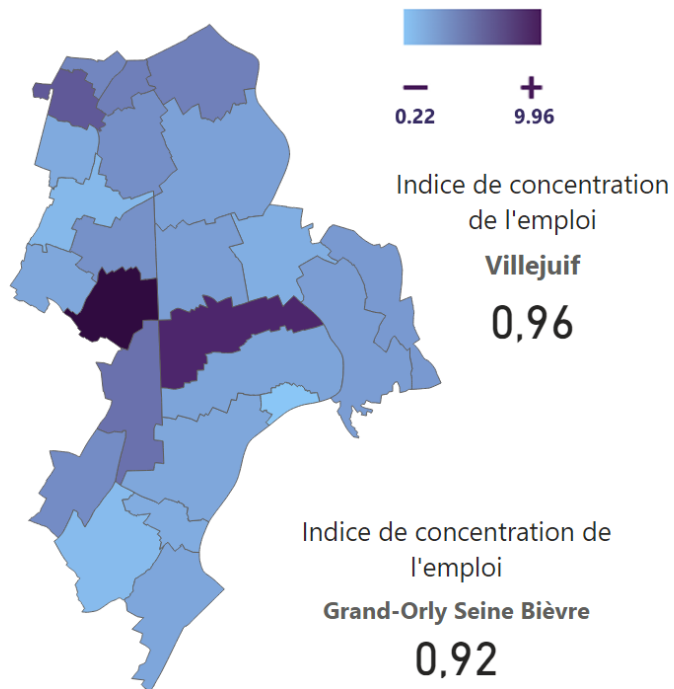 − +
0.22 9.96
Indice de concentration
de l'emploi
Villejuif
0,96
Indice de concentration de
l'emploi
Grand-Orly Seine Bièvre
0,92